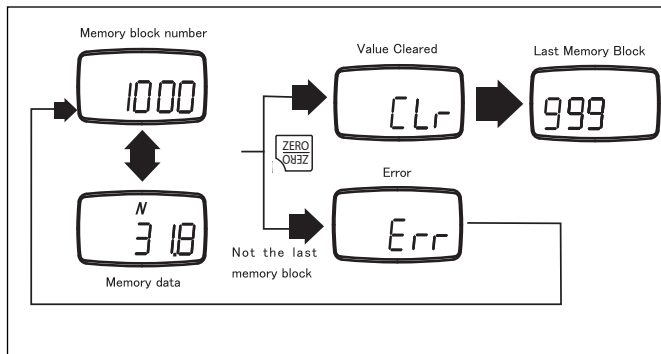 Memory block number
1000
N
31.8
Memory data
ZERO
ZERO
Value Cleared
CLr
Last Memory Block
999
Error
Err
Not the last
memory block